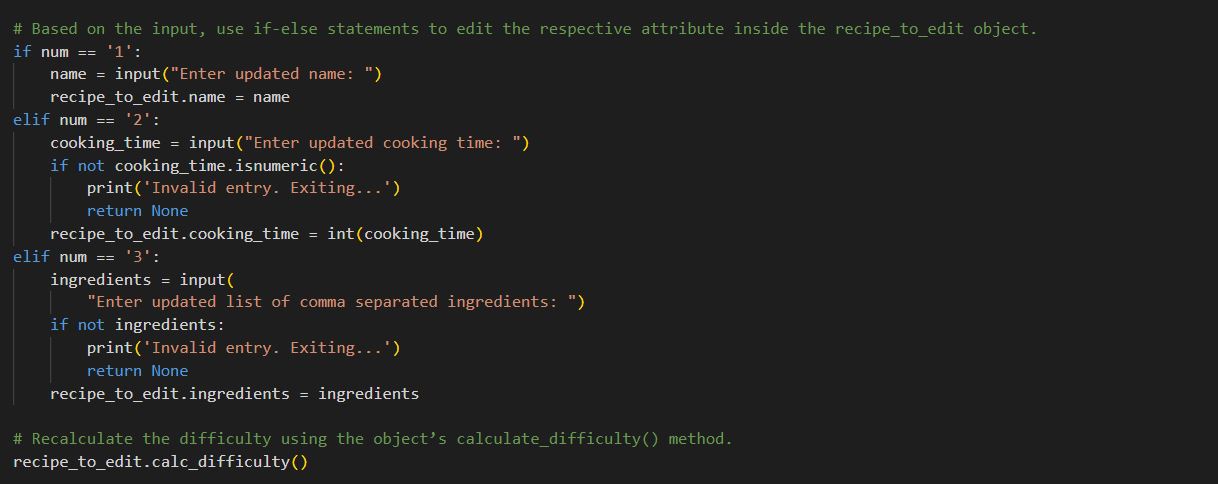 # Based on the input, use if-else statements to edit the respective attribute inside the recipe_to_edit object.
if num == '1':
    name = input("Enter updated name: ")
    recipe_to_edit.name = name
elif num == '2':
    cooking_time = input("Enter updated cooking time: ")
    if not cooking_time.isnumeric():
        print('Invalid entry. Exiting...')
        return None
    recipe_to_edit.cooking_time = int(cooking_time)
elif num == '3':
    ingredients = input(
        "Enter updated list of comma separated ingredients: ")
    if not ingredients:
        print('Invalid entry. Exiting...')
        return None
    recipe_to_edit.ingredients = ingredients

# Recalculate the difficulty using the object’s calculate_difficulty() method.
recipe_to_edit.calc_difficulty()